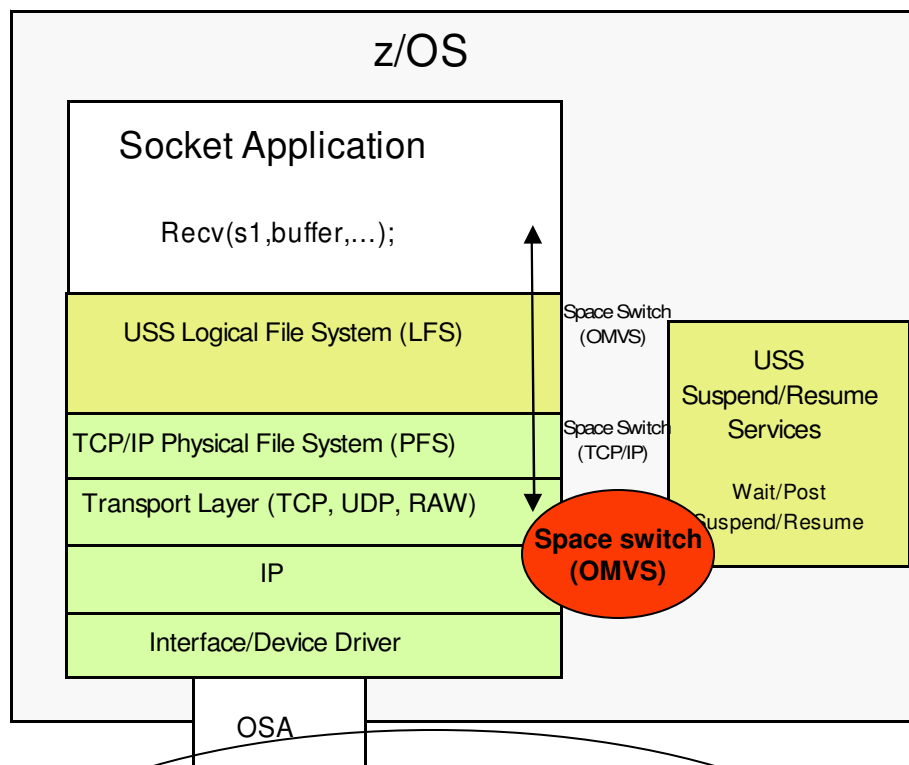 z/OS
Socket Application
Recv(s1,buffer,...);
USS Logical File System (LFS)
Space Switch
(OMVS)
USS
Suspend/Resume
Services
Wait/Post
Suspend/Resume
TCP/IP Physical File System (PFS)
Space Switch
(TCP/IP)
Transport Layer (TCP, UDP, RAW)
Space switch
(OMVS)
IP
Interface/Device Driver
OSA